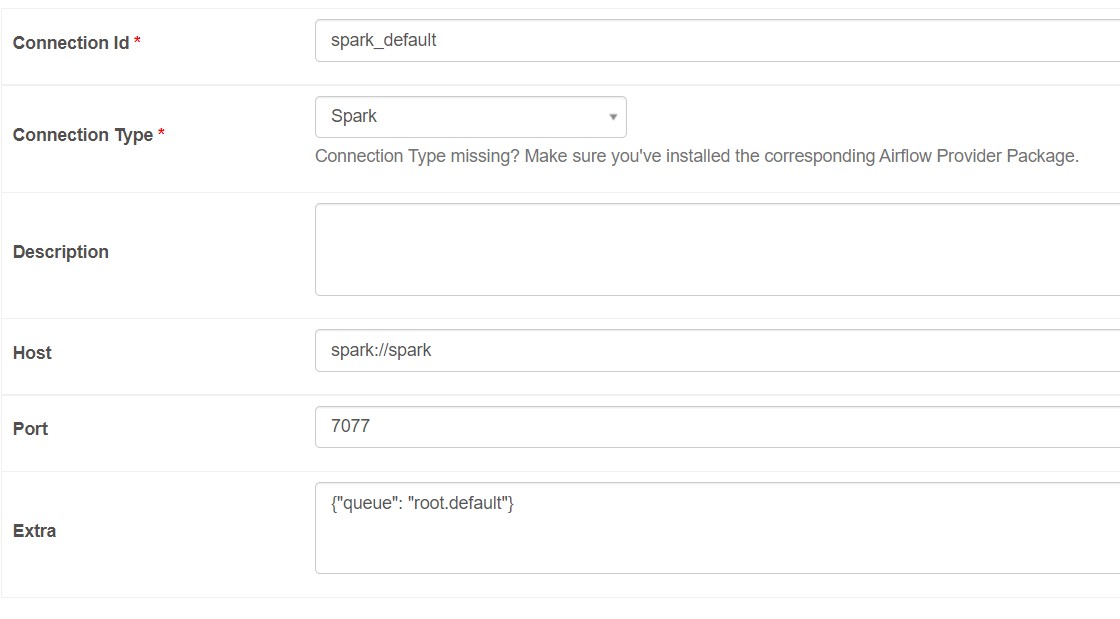 Connection Id *
spark_default
Connection Type *
Spark
Connection Type missing? Make sure you've installed the corresponding Airflow Provider Package.
Description
Host
spark://spark
Port
7077
Extra
{"queue": "root.default"}